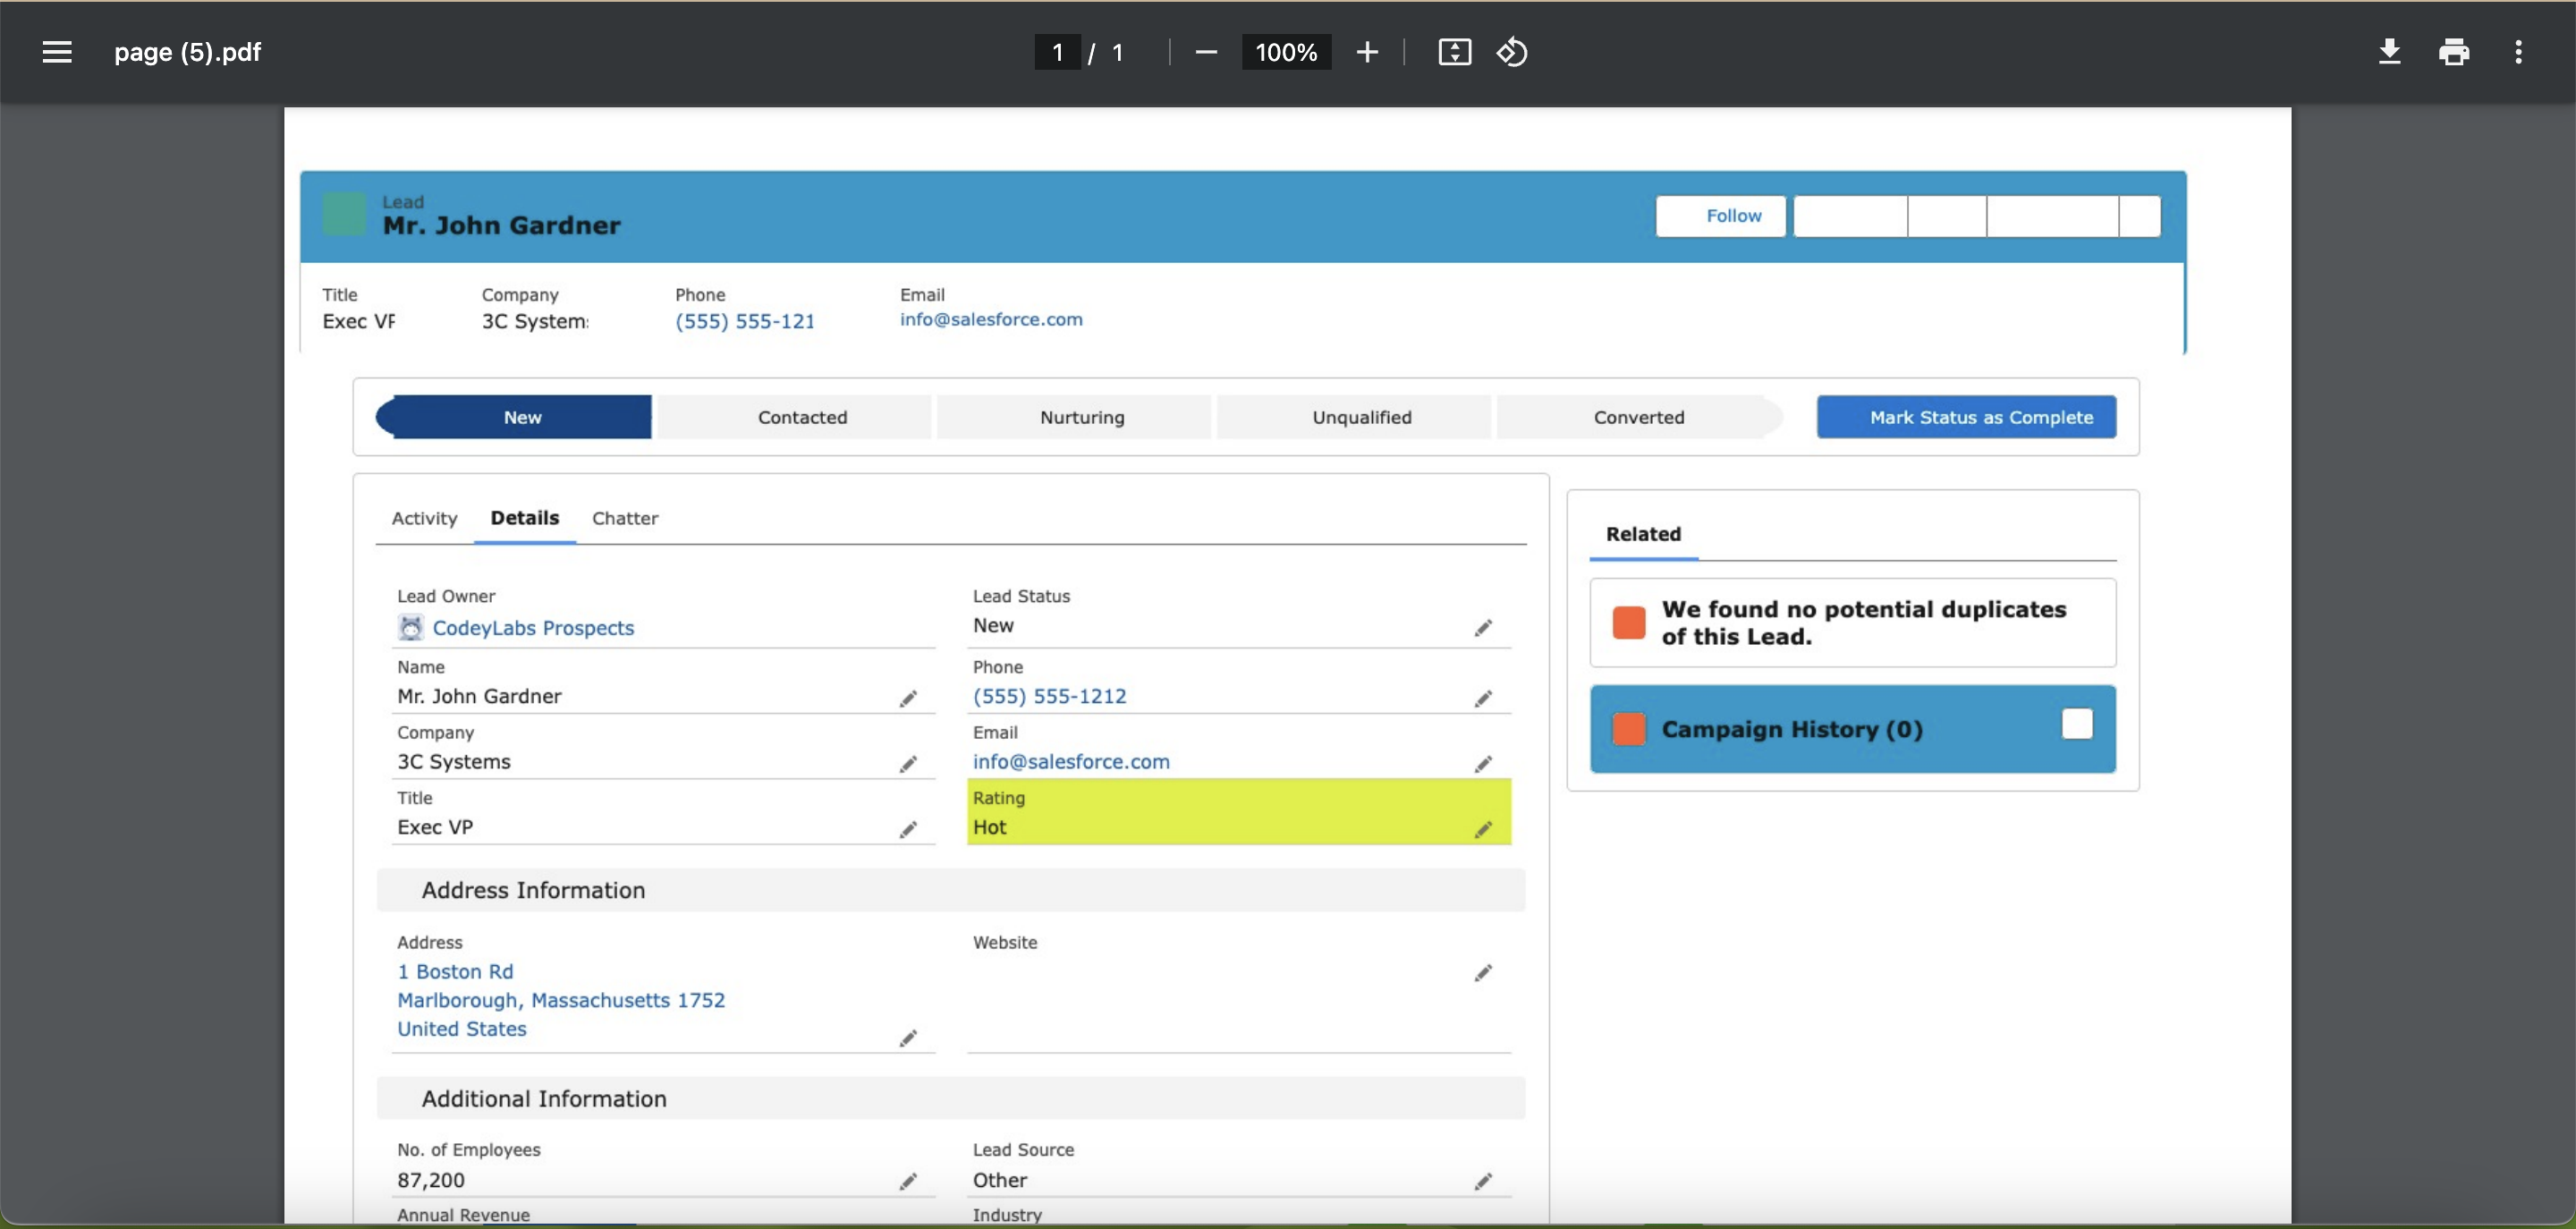 page (5).pdf
1 / 1
100%
Lead
Mr. John Gardner
Follow
Title
Company
Phone
Email
Exec VP
3C Systems
(555) 555-121
info@salesforce.com
New
Contacted
Nurturing
Unqualified
Converted
Mark Status as Complete
Activity
Details
Chatter
Related
Lead Owner
CodeyLabs Prospects
Lead Status
New
Name
Mr. John Gardner
Phone
(555) 555-1212
Company
3C Systems
Email
info@salesforce.com
Title
Exec VP
Rating
Hot
We found no potential duplicates
of this Lead.
Campaign History (0)
Address Information
Address
1 Boston Rd
Marlborough, Massachusetts 1752
United States
Website
Additional Information
No. of Employees
87,200
Lead Source
Other
Annual Revenue
Industry